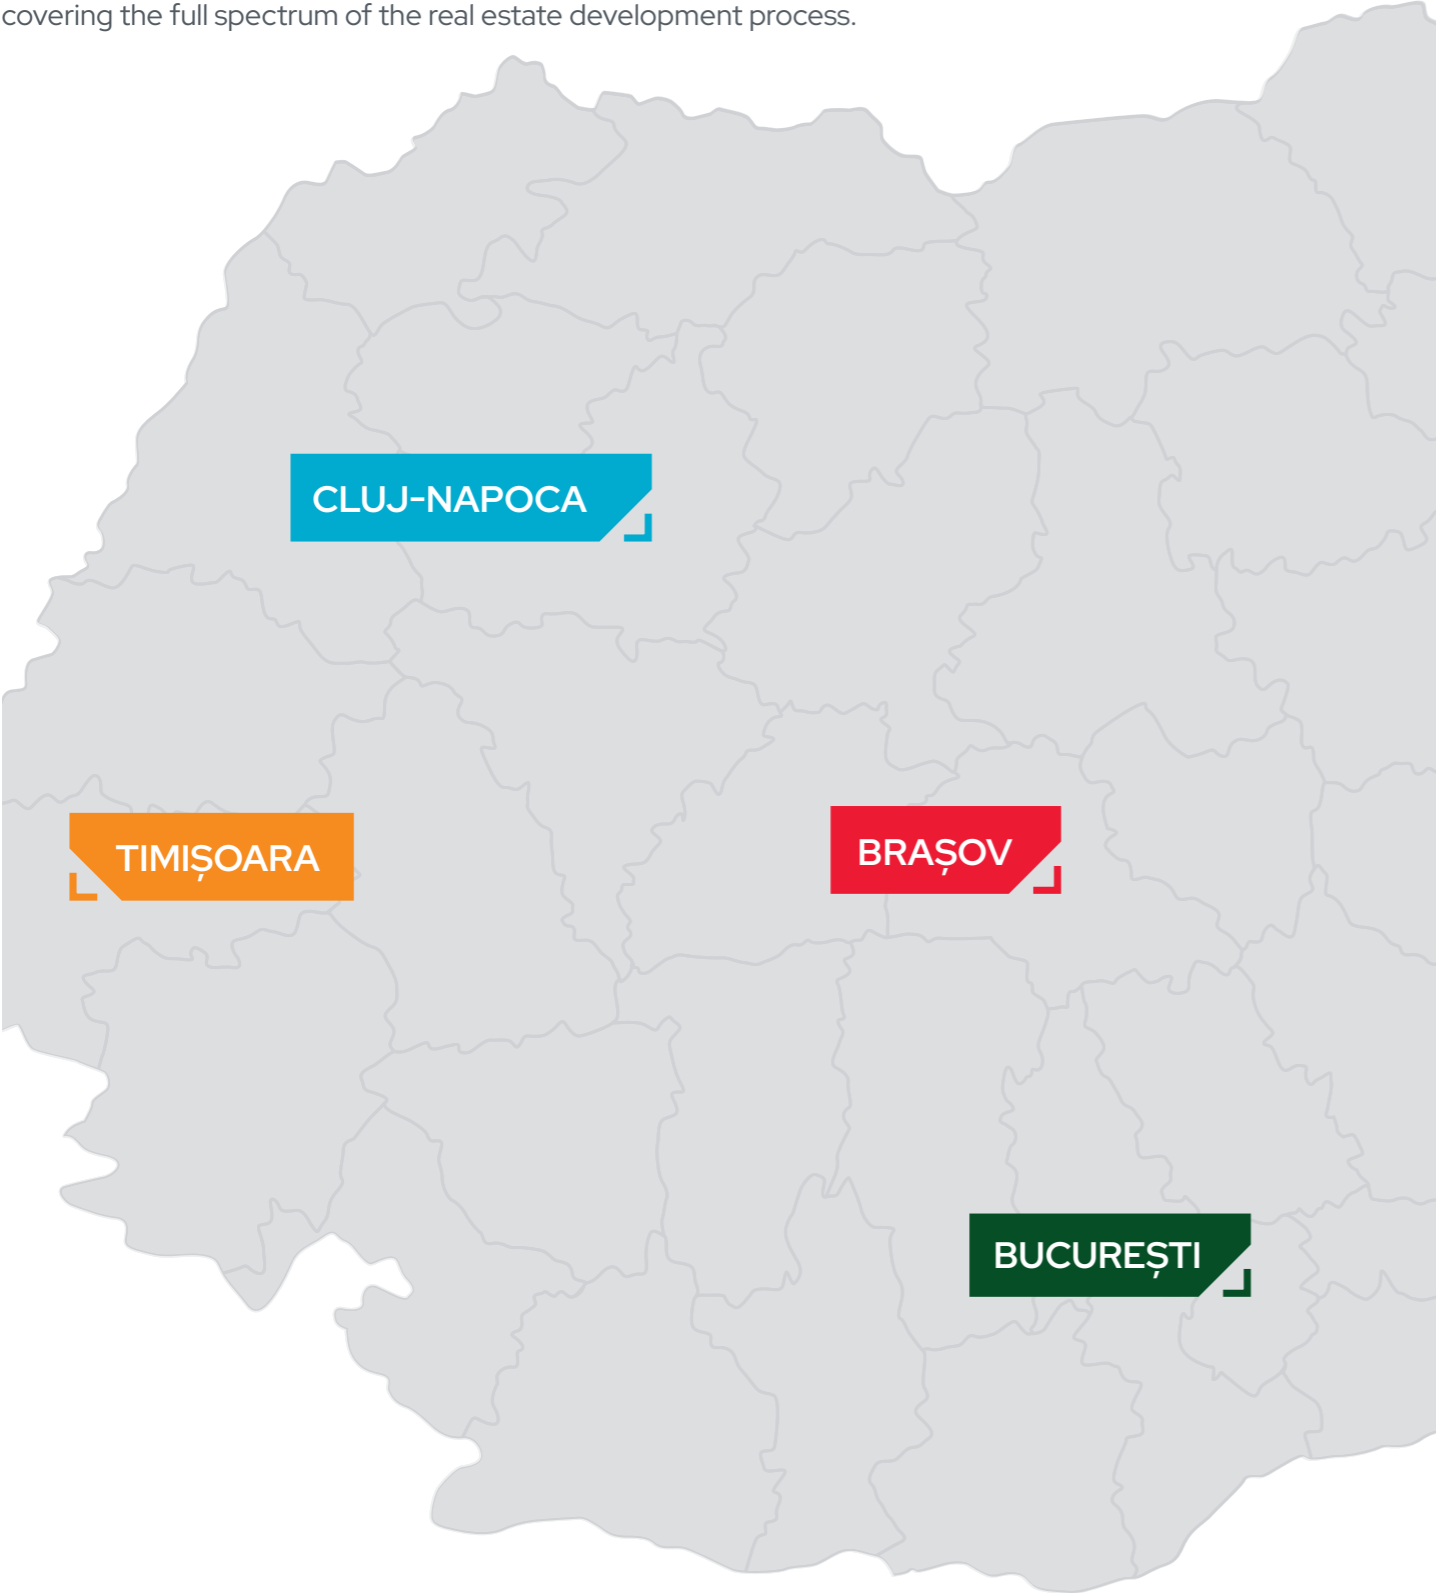 covering the full spectrum of the real estate development process.
CLUJ-NAPOCA
TIMIȘOARA
BRAȘOV
BUCUREȘTI